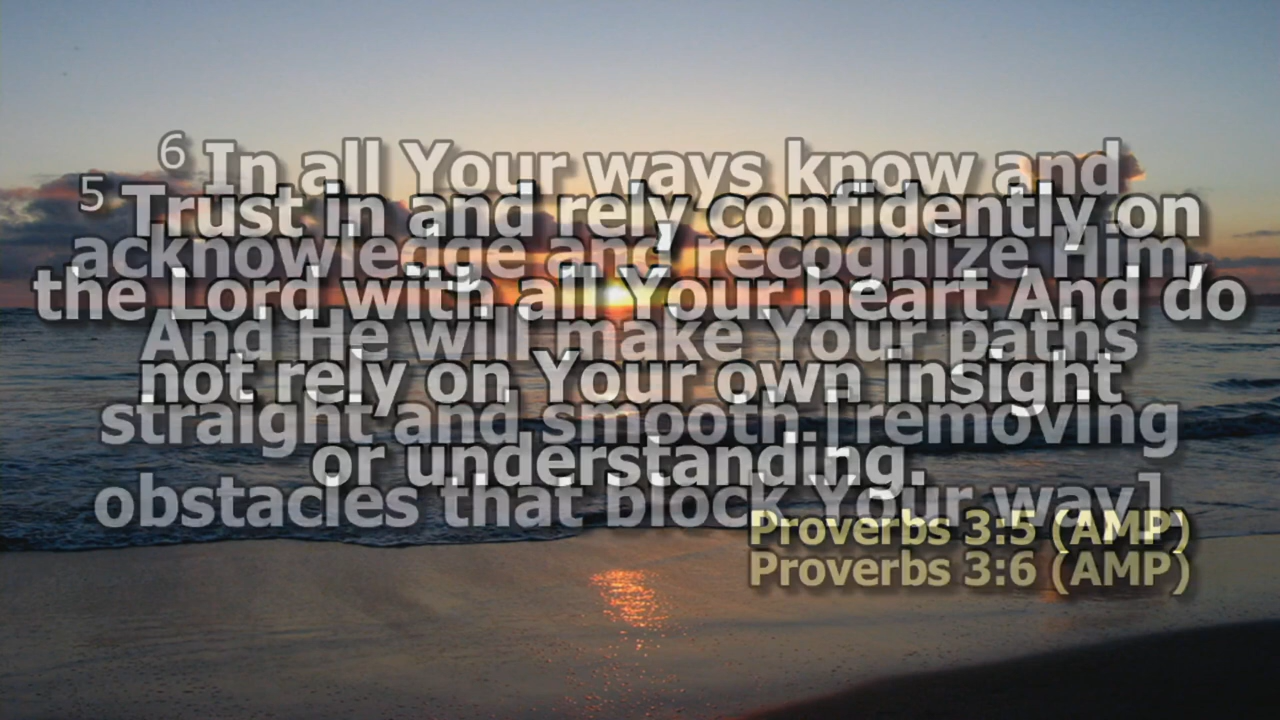 5 Trust in and rely confidently on
the Lord with all Your heart And do
not rely on Your own insight
or understanding.
Proverbs 3:5 (AMP)
6 In all Your ways know and
acknowledge and recognize Him,
And He will make Your paths
straight and smooth [removing
obstacles that block Your way]
Proverbs 3:6 (AMP)